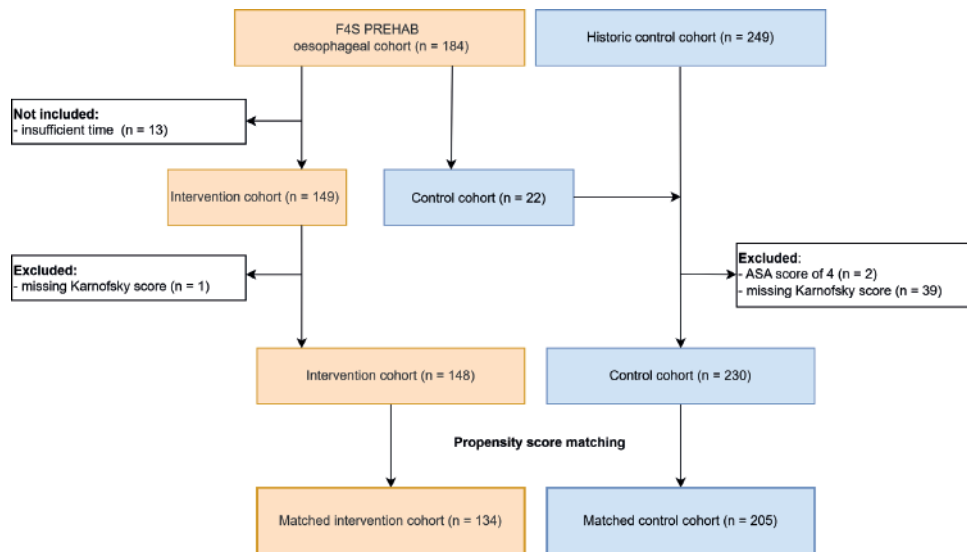 F4S PREHAB
oesophageal cohort (n = 184)
Historic control cohort (n = 249)
Not included:
- insufficient time (n = 13)
Intervention cohort (n = 149)
Control cohort (n = 22)
Excluded:
- missing Karnofsky score (n = 1)
Excluded:
- ASA score of 4 (n = 2)
- missing Karnofsky score (n = 39)
Intervention cohort (n = 148)
Control cohort (n = 230)
Propensity score matching
Matched intervention cohort (n = 134)
Matched control cohort (n = 205)